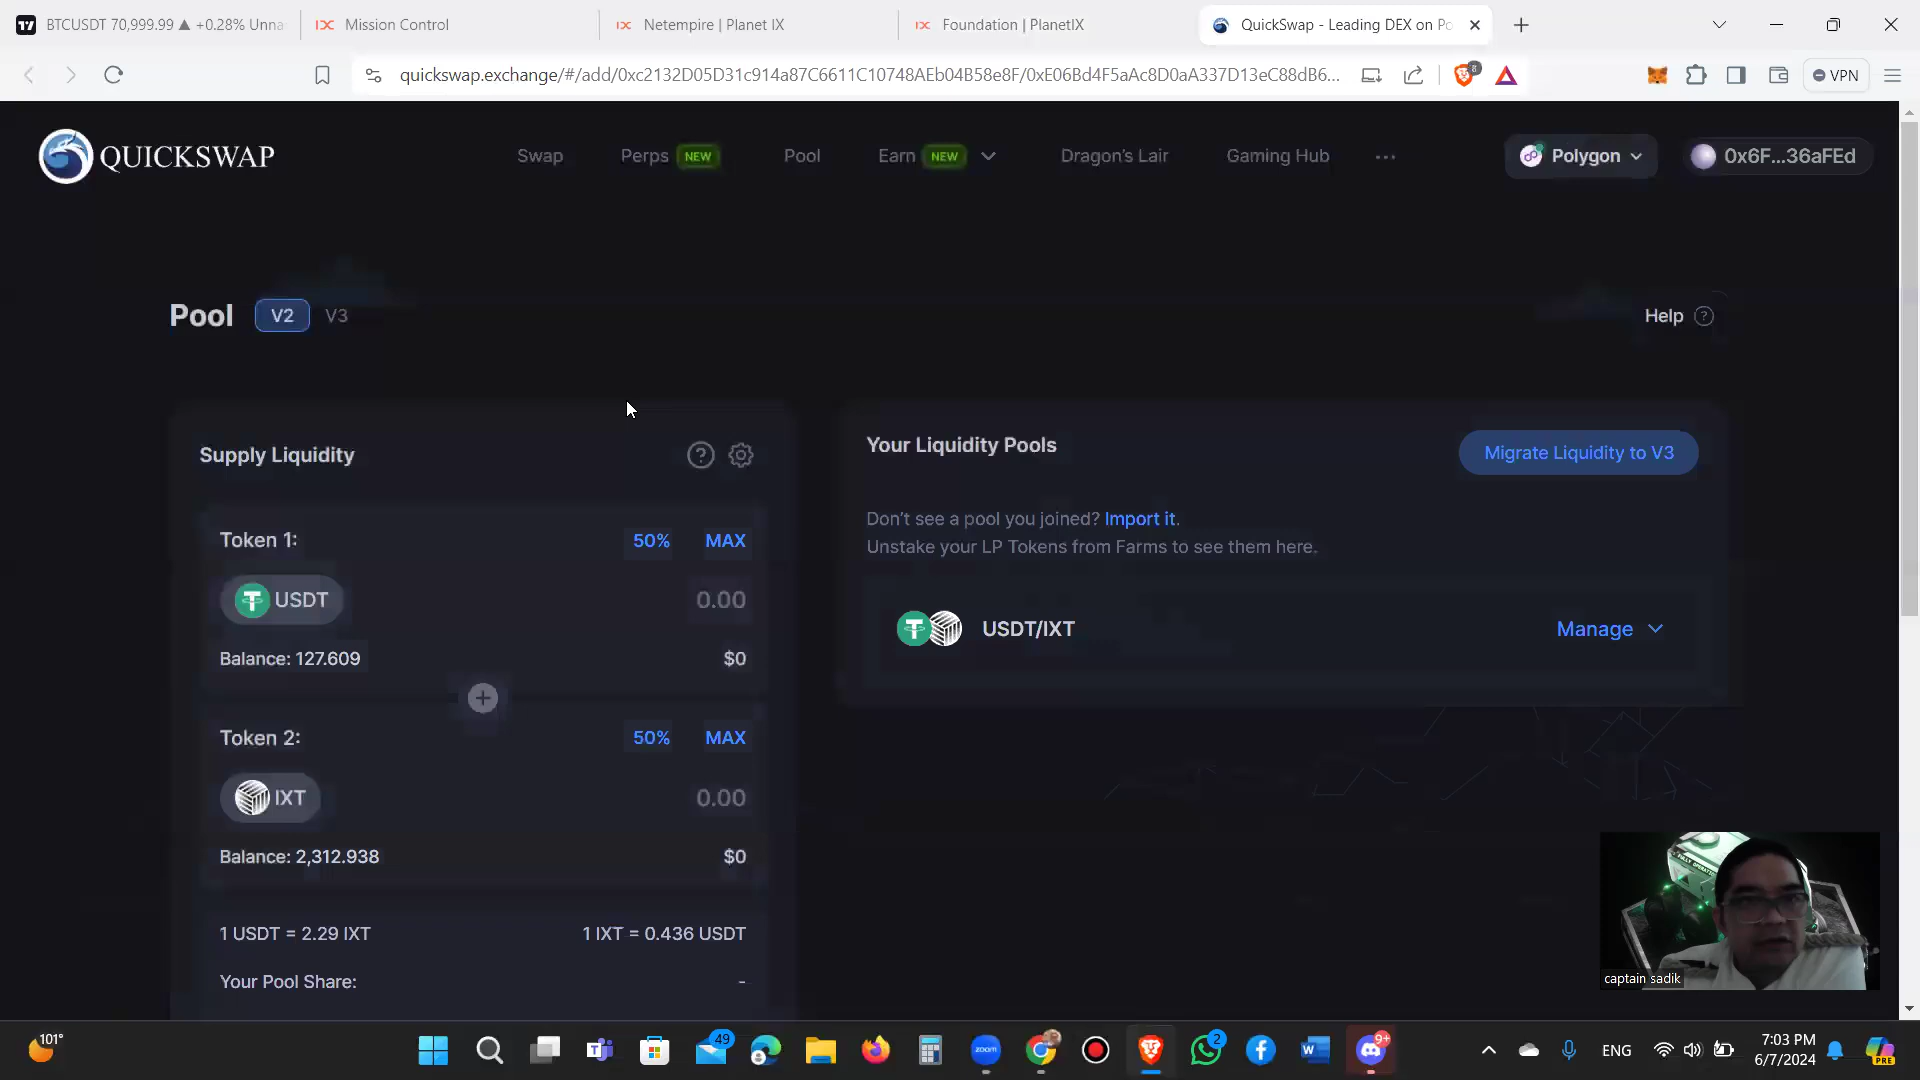 BTCUSDT 70,999.99 ▲ +0.28% Unna
Mission Control
Netempire | Planet IX
Foundation | PlanetIX
QuickSwap - Leading DEX on Po
quickswap.exchange/#/add/0xc2132D05D31c914a87C6611C10748AEb04B58e8F/0xE06Bd4F5aAc8D0aA337D13eC88dB6...
8
VPN
QUICKSWAP
Swap
Perps NEW
Pool
Earn NEW
Dragon's Lair
Gaming Hub
Polygon
0x6F...36aFEd
Pool
V2
V3
Help
Supply Liquidity
Token 1:
50%
MAX
USDT
0.00
Balance: 127.609
$0
Token 2:
50%
MAX
IXT
0.00
Balance: 2,312.938
$0
1 USDT = 2.29 IXT
1 IXT = 0.436 USDT
Your Pool Share:
-
Your Liquidity Pools
Migrate Liquidity to V3
Don't see a pool you joined? Import it.
Unstake your LP Tokens from Farms to see them here.
USDT/IXT
Manage
captain sadik
101°
49
zoom
2
9+
ENG
7:03 PM
6/7/2024
PRE